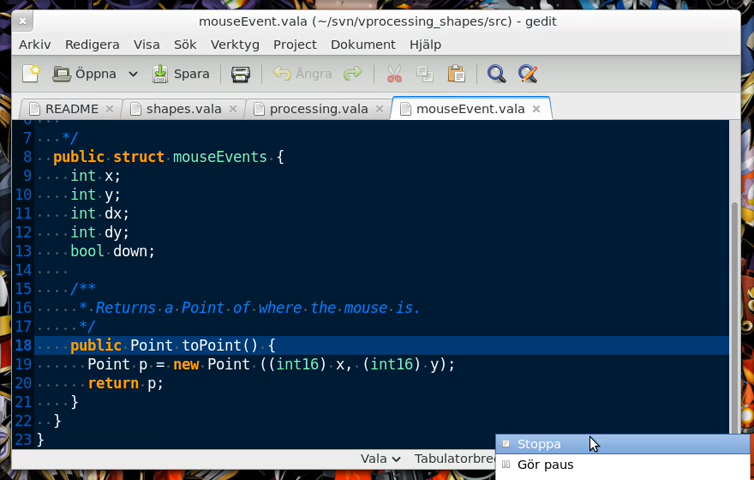 mouseEvent.vala (~/svn/vprocessing_shapes/src) - gedit
Arkiv Redigera Visa Sök Verktyg Project Dokument Hjälp
Öppna Spara Ångra
README shapes.vala processing.vala mouseEvent.vala
7 */
8 public struct mouseEvents {
9 int x;
10 int y;
11 int dx;
12 int dy;
13 bool down;
14
15 /**
16 * Returns a Point of where the mouse is.
17 */
18 public Point toPoint() {
19 Point p = new Point ((int16) x, (int16) y);
20 return p;
21 }
22 }
23 }
Vala
Stoppa
Gör paus